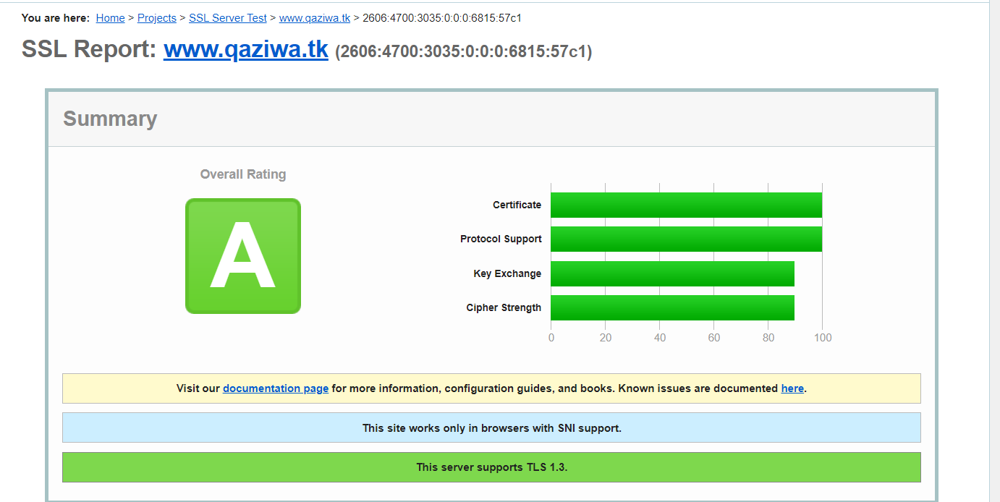 You are here: Home > Projects > SSL Server Test > www.qaziwa.tk > 2606:4700:3035:0:0:0:6815:57c1
SSL Report: www.qaziwa.tk (2606:4700:3035:0:0:0:6815:57c1)
Summary
Overall Rating
A
Certificate
Protocol Support
Key Exchange
Cipher Strength
0 20 40 60 80 100
Visit our documentation page for more information, configuration guides, and books. Known issues are documented here.
This site works only in browsers with SNI support.
This server supports TLS 1.3.